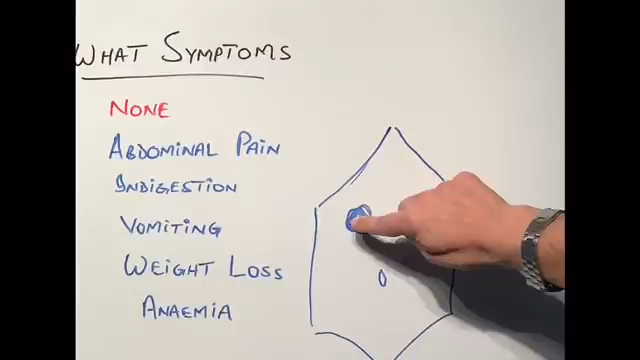 What Symptoms
None
Abdominal Pain
Indigestion
Vomiting
Weight Loss
Anaemia